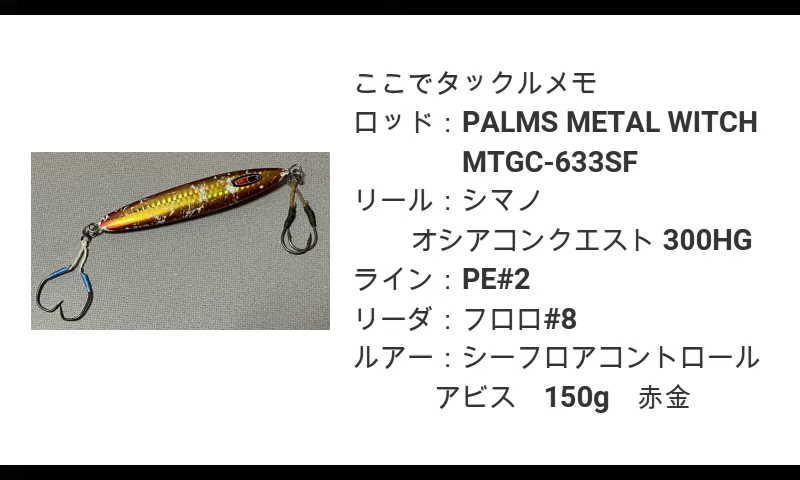 ここでタックルメモ
ロッド：PALMS METAL WITCH
MTGC-633SF
リール：シマノ
オシアコンクエスト 300HG
ライン：PE#2
リーダ：フロロ#8
ルアー：シーフロアコントロール
アビス　150g　赤金